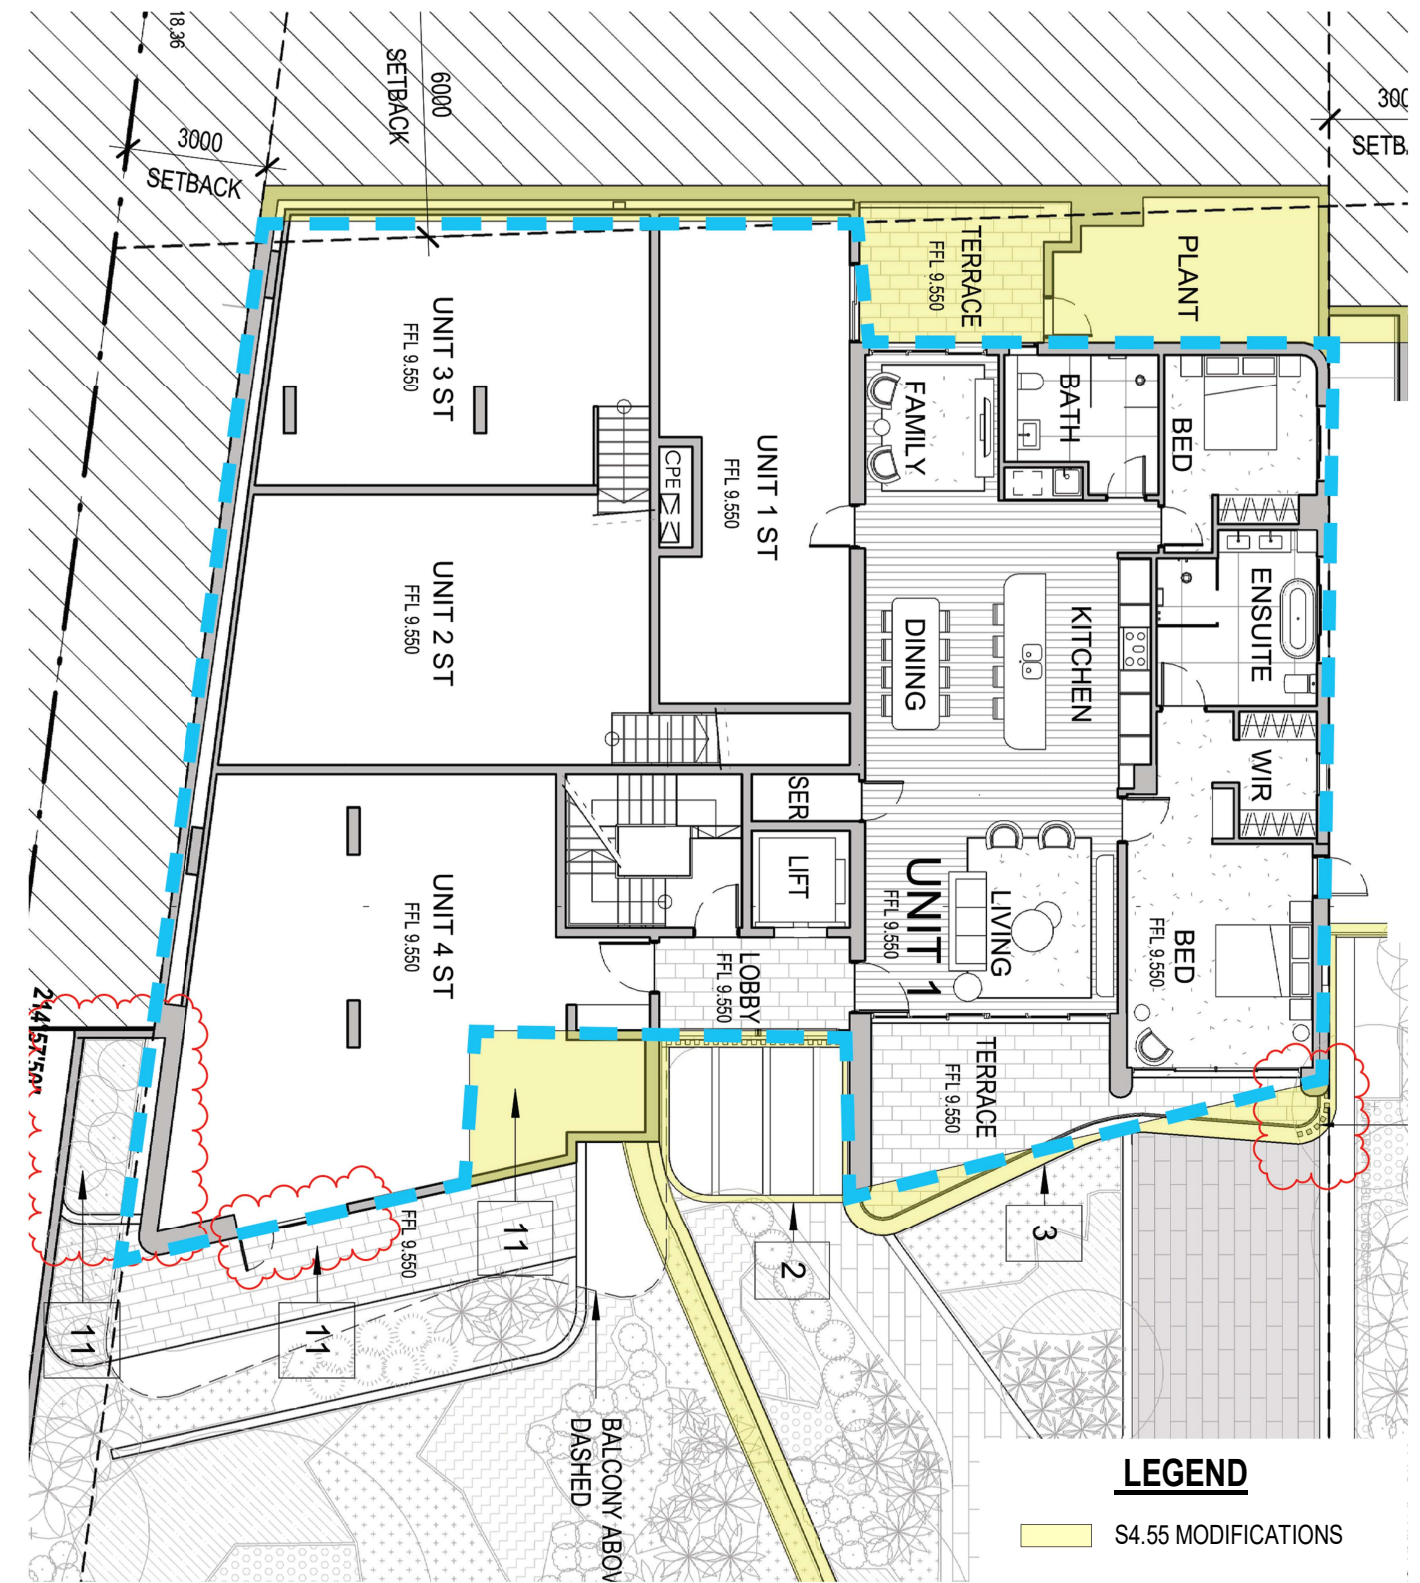 18.36
6000
SETBACK
3000
SETBACK
300
SETB
TERRACE
FFL 9.550
PLANT
UNIT 3 ST
FFL 9.550
UNIT 1 ST
FFL 9.550
CPE
FAMILY
BATH
BED
UNIT 2 ST
FFL 9.550
DINING
KITCHEN
ENSUITE
WIR
SER
LIFT
UNIT 4 ST
FFL 9.550
LOBBY
FFL 9.550
UNIT 1
FFL 9.550
LIVING
BED
FFL 9.550
TERRACE
FFL 9.550
FFL 9.550
11
11
11
2
3
BALCONY ABOV
DASHED
LEGEND
S4.55 MODIFICATIONS